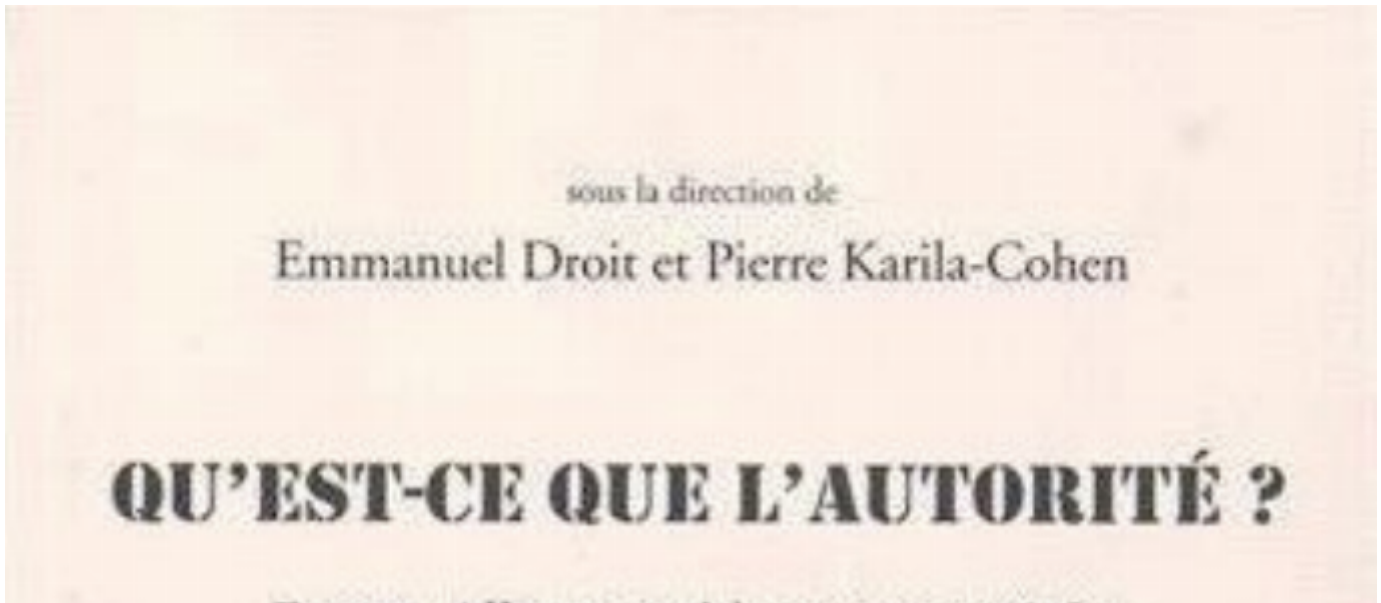 sous la direction de
Emmanuel Droit et Pierre Karila-Cohen
QU'EST-CE QUE L'AUTORITÉ ?